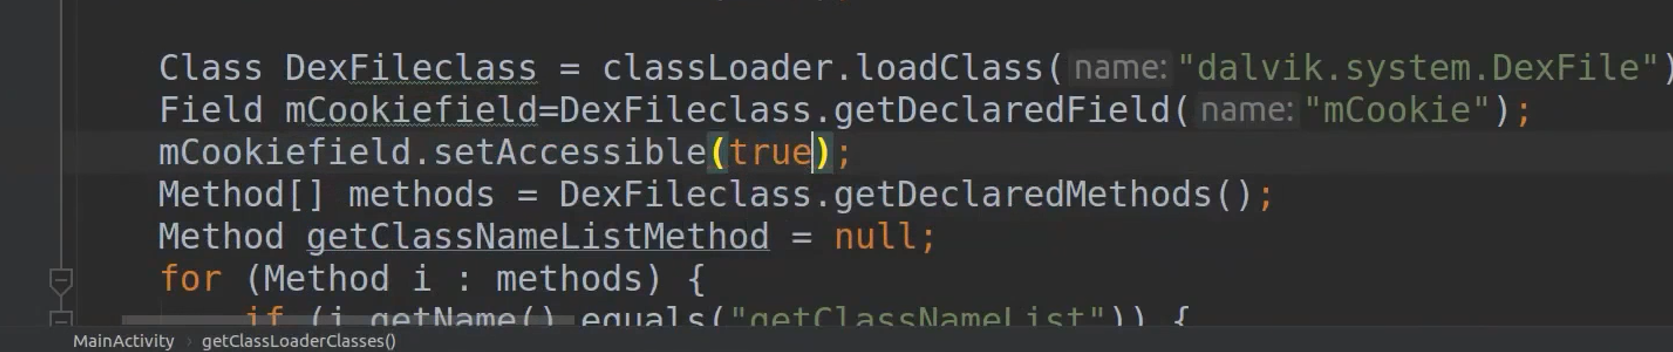 Class DexFileclass = classLoader.loadClass( name: "dalvik.system.DexFile")
Field mCookiefield=DexFileclass.getDeclaredField( name: "mCookie");
mCookiefield.setAccessible(true);
Method[] methods = DexFileclass.getDeclaredMethods();
Method getClassNameListMethod = null;
for (Method i : methods) {
if (i.getName().equals("getClassNameList")) {
MainActivity › getClassLoaderClasses()